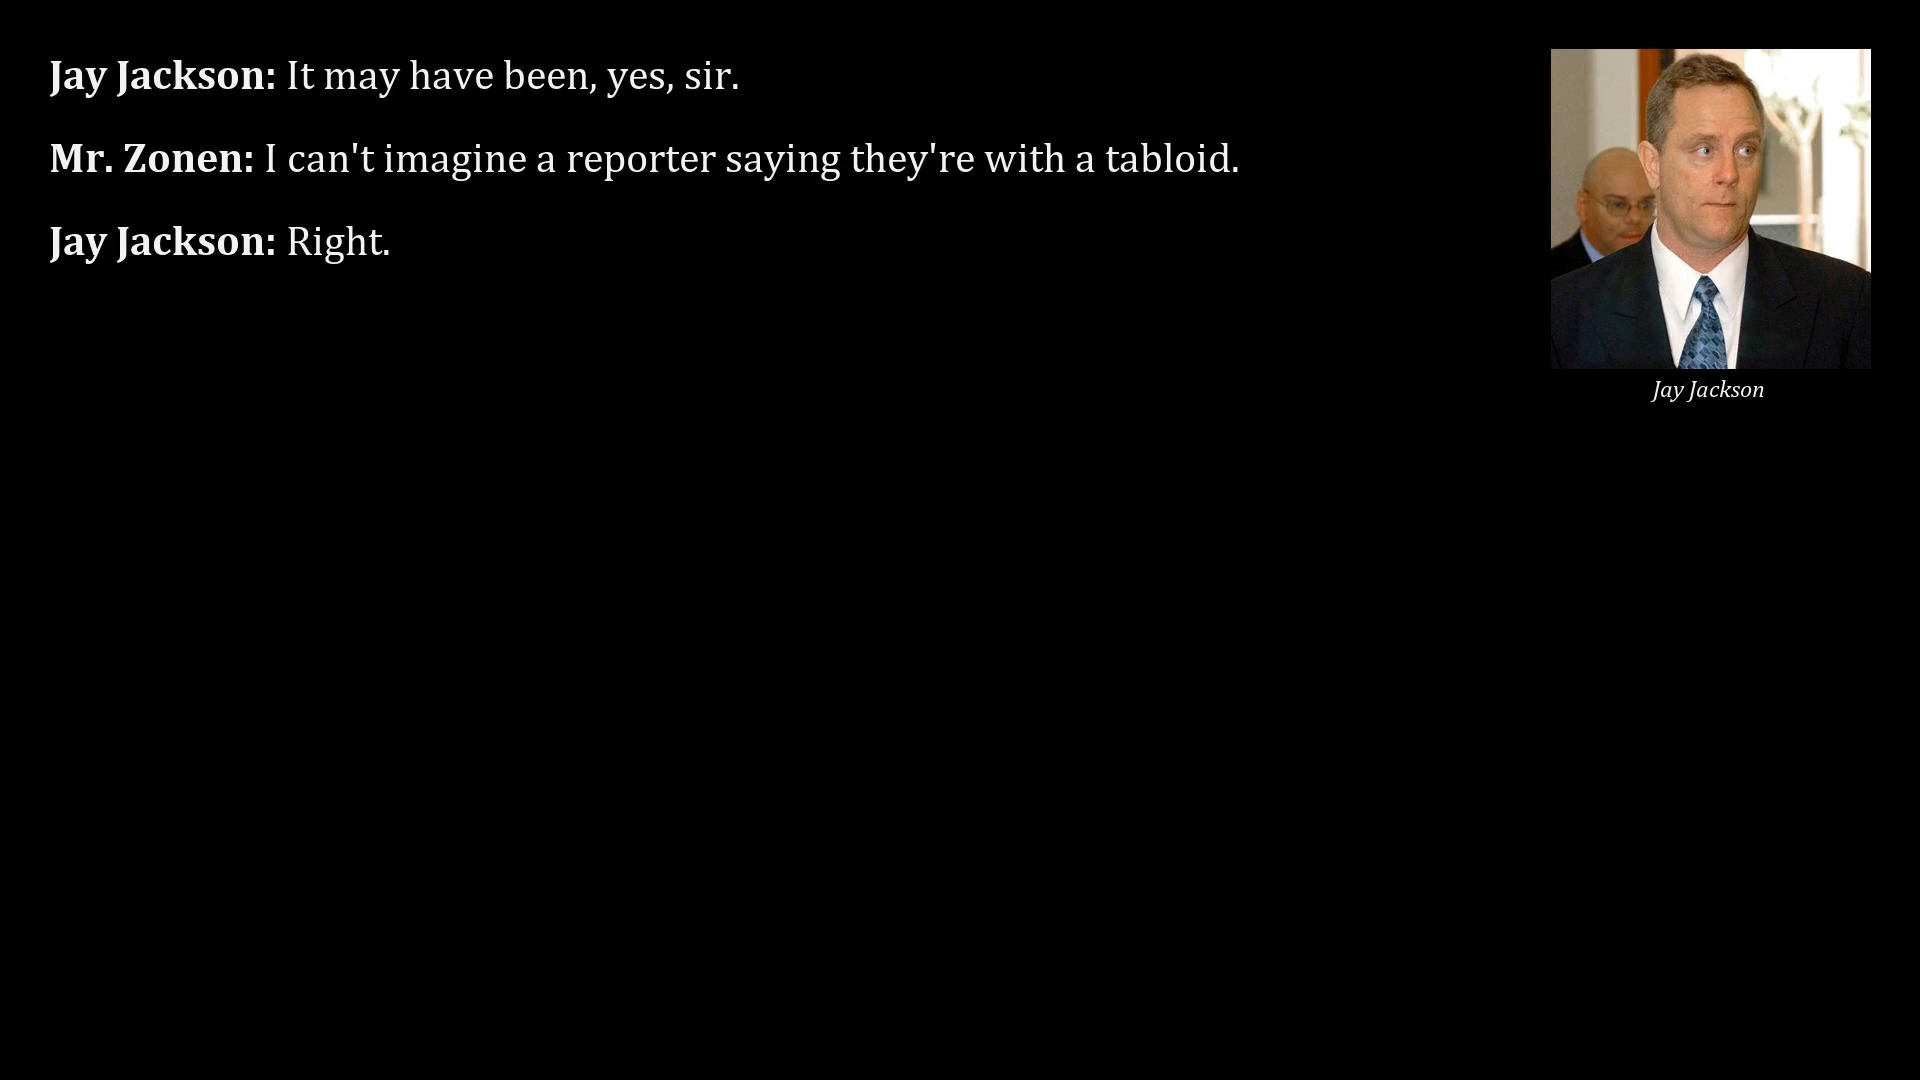 Jay Jackson: It may have been, yes, sir.
Mr. Zonen: I can't imagine a reporter saying they're with a tabloid.
Jay Jackson: Right.
Jay Jackson